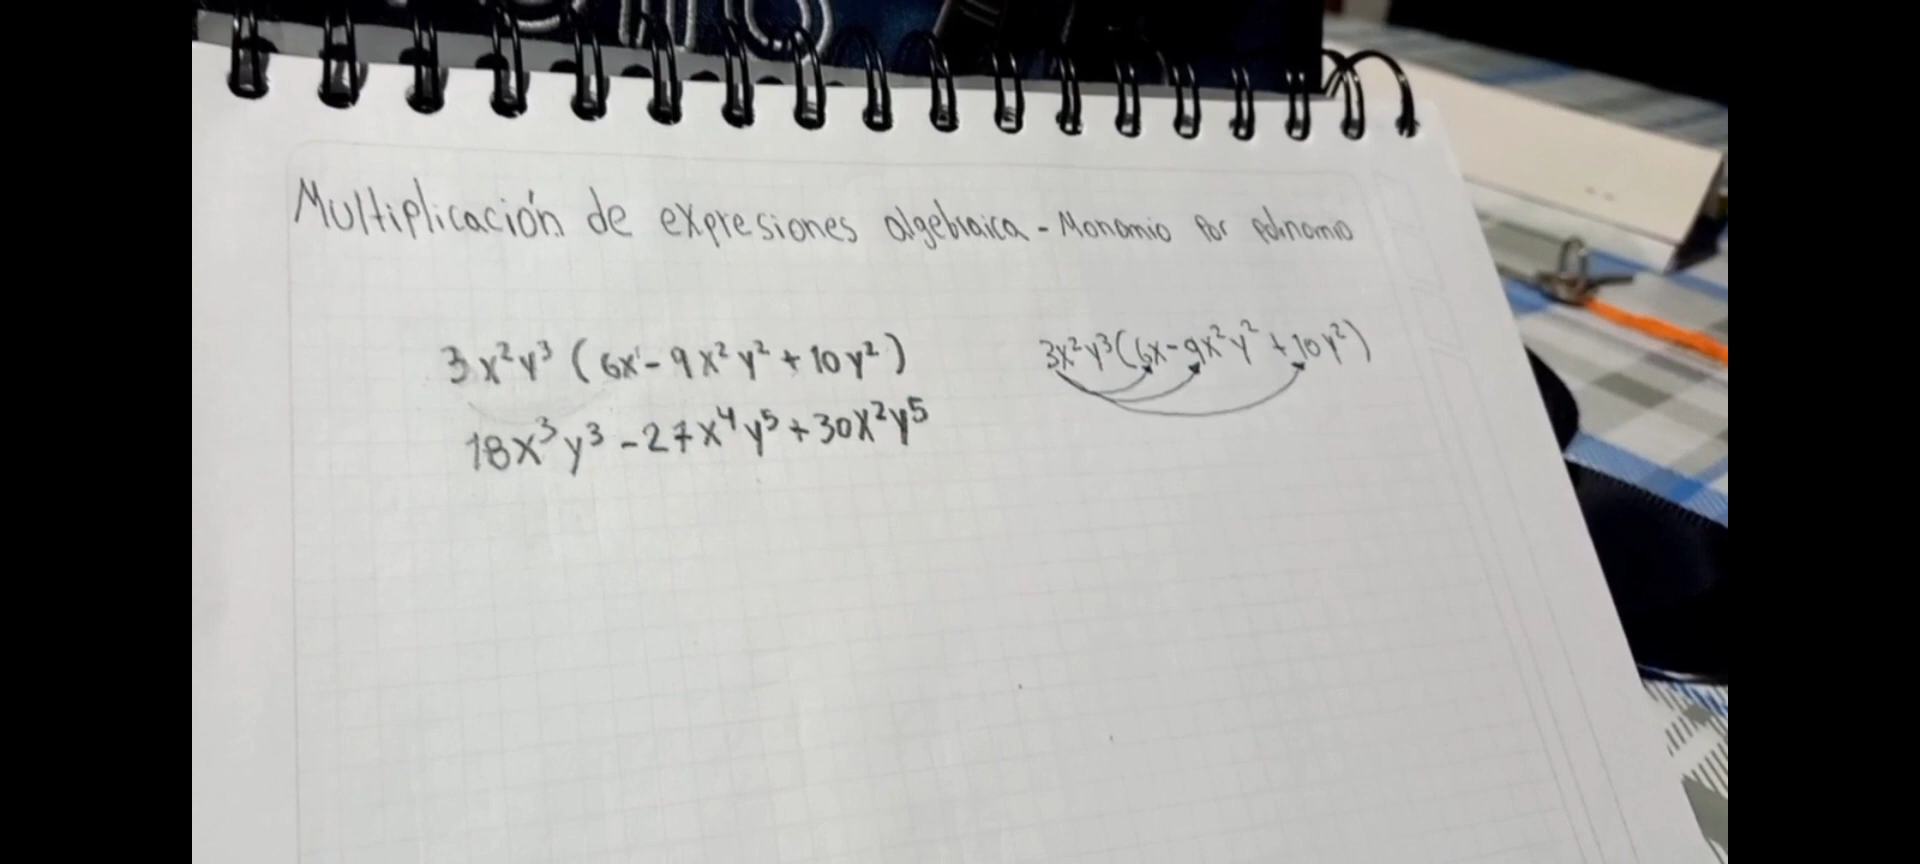 Multiplicación de expresiones algebraica - Monomio por polinomio
3x²y³ (6x¹ - 9x²y² + 10y²)
18x³y³ - 27x⁴y⁵ + 30x²y⁵
3x²y³(6x - 9x²y² + 10y²)